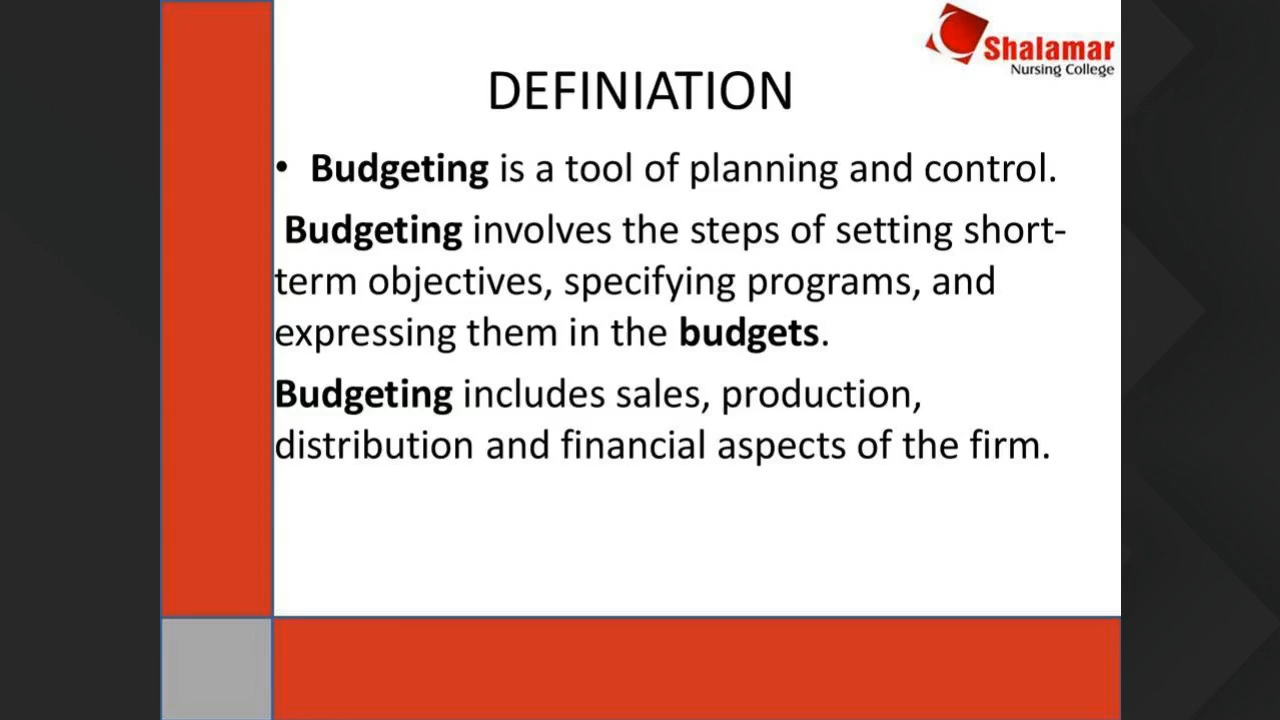 Shalamar
Nursing College
DEFINIATION
• Budgeting is a tool of planning and control.
Budgeting involves the steps of setting short-
term objectives, specifying programs, and
expressing them in the budgets.
Budgeting includes sales, production,
distribution and financial aspects of the firm.